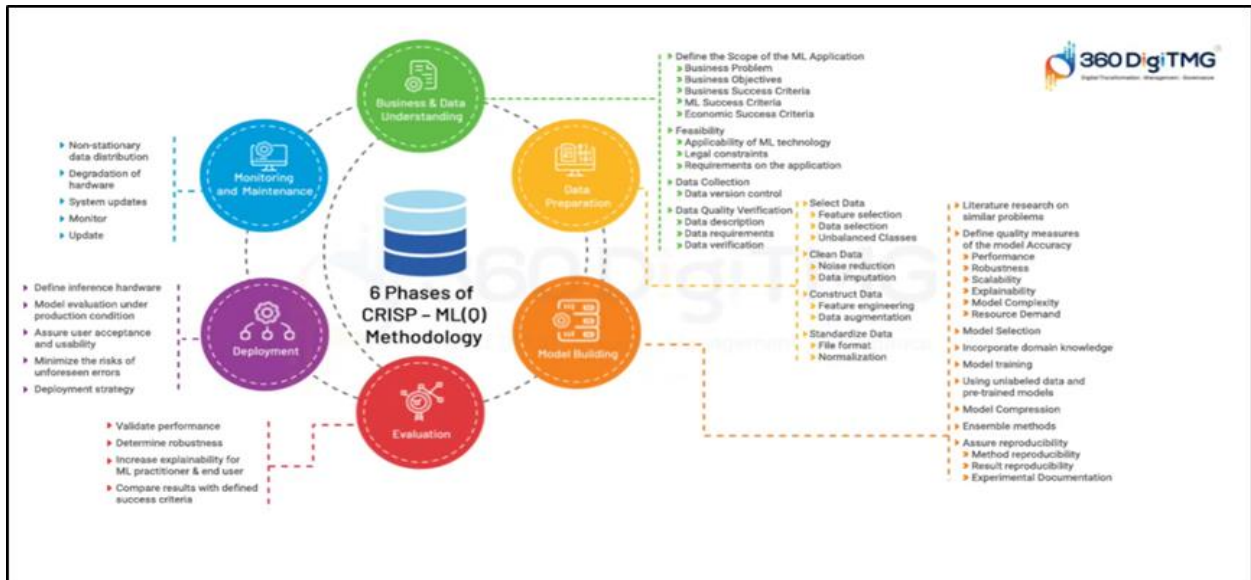 360 DigiTMG
Digital Transformation · Management · Governance
Business & Data
Understanding
Define the Scope of the ML Application
Business Problem
Business Objectives
Business Success Criteria
ML Success Criteria
Economic Success Criteria
Feasibility
Applicability of ML technology
Legal constraints
Requirements on the application
Data Collection
Data version control
Data Quality Verification
Data description
Data requirements
Data verification
Data
Preparation
Select Data
Feature selection
Data selection
Unbalanced Classes
Clean Data
Noise reduction
Data imputation
Construct Data
Feature engineering
Data augmentation
Standardize Data
File format
Normalization
Model Building
Literature research on
similar problems
Define quality measures
of the model Accuracy
Performance
Robustness
Scalability
Explainability
Model Complexity
Resource Demand
Model Selection
Incorporate domain knowledge
Model training
Using unlabeled data and
pre-trained models
Model Compression
Ensemble methods
Assure reproducibility
Method reproducibility
Result reproducibility
Experimental Documentation
Evaluation
Validate performance
Determine robustness
Increase explainability for
ML practitioner & end user
Compare results with defined
success criteria
Deployment
Define inference hardware
Model evaluation under
production condition
Assure user acceptance
and usability
Minimize the risks of
unforeseen errors
Deployment strategy
Monitoring
and Maintenance
Non-stationary
data distribution
Degradation of
hardware
System updates
Monitor
Update
6 Phases of
CRISP - ML(Q)
Methodology
360 DigiTMG